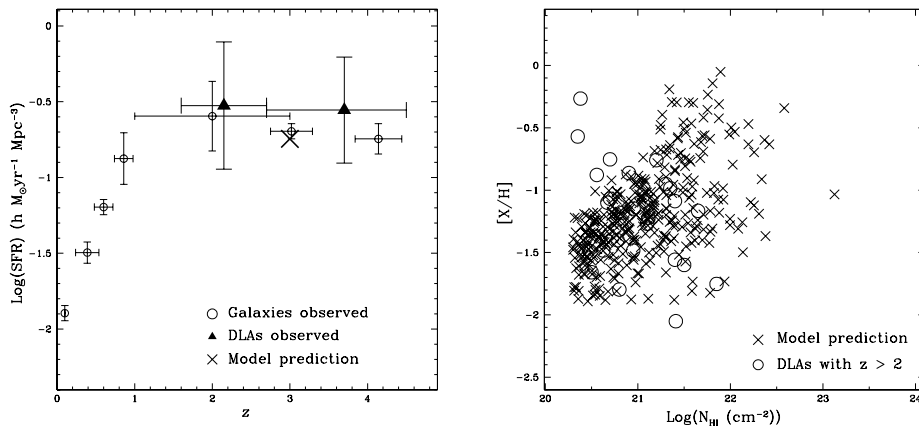 0
−0.5
−1
−1.5
−2
Log(SFR) (h M⊙yr⁻¹ Mpc⁻³)
○ Galaxies observed
▲ DLAs observed
× Model prediction
0 1 2 3 4
z
0
−0.5
−1
−1.5
−2
−2.5
[X/H]
× Model prediction
○ DLAs with z > 2
20 21 22 23 24
Log(N_HI (cm⁻²))